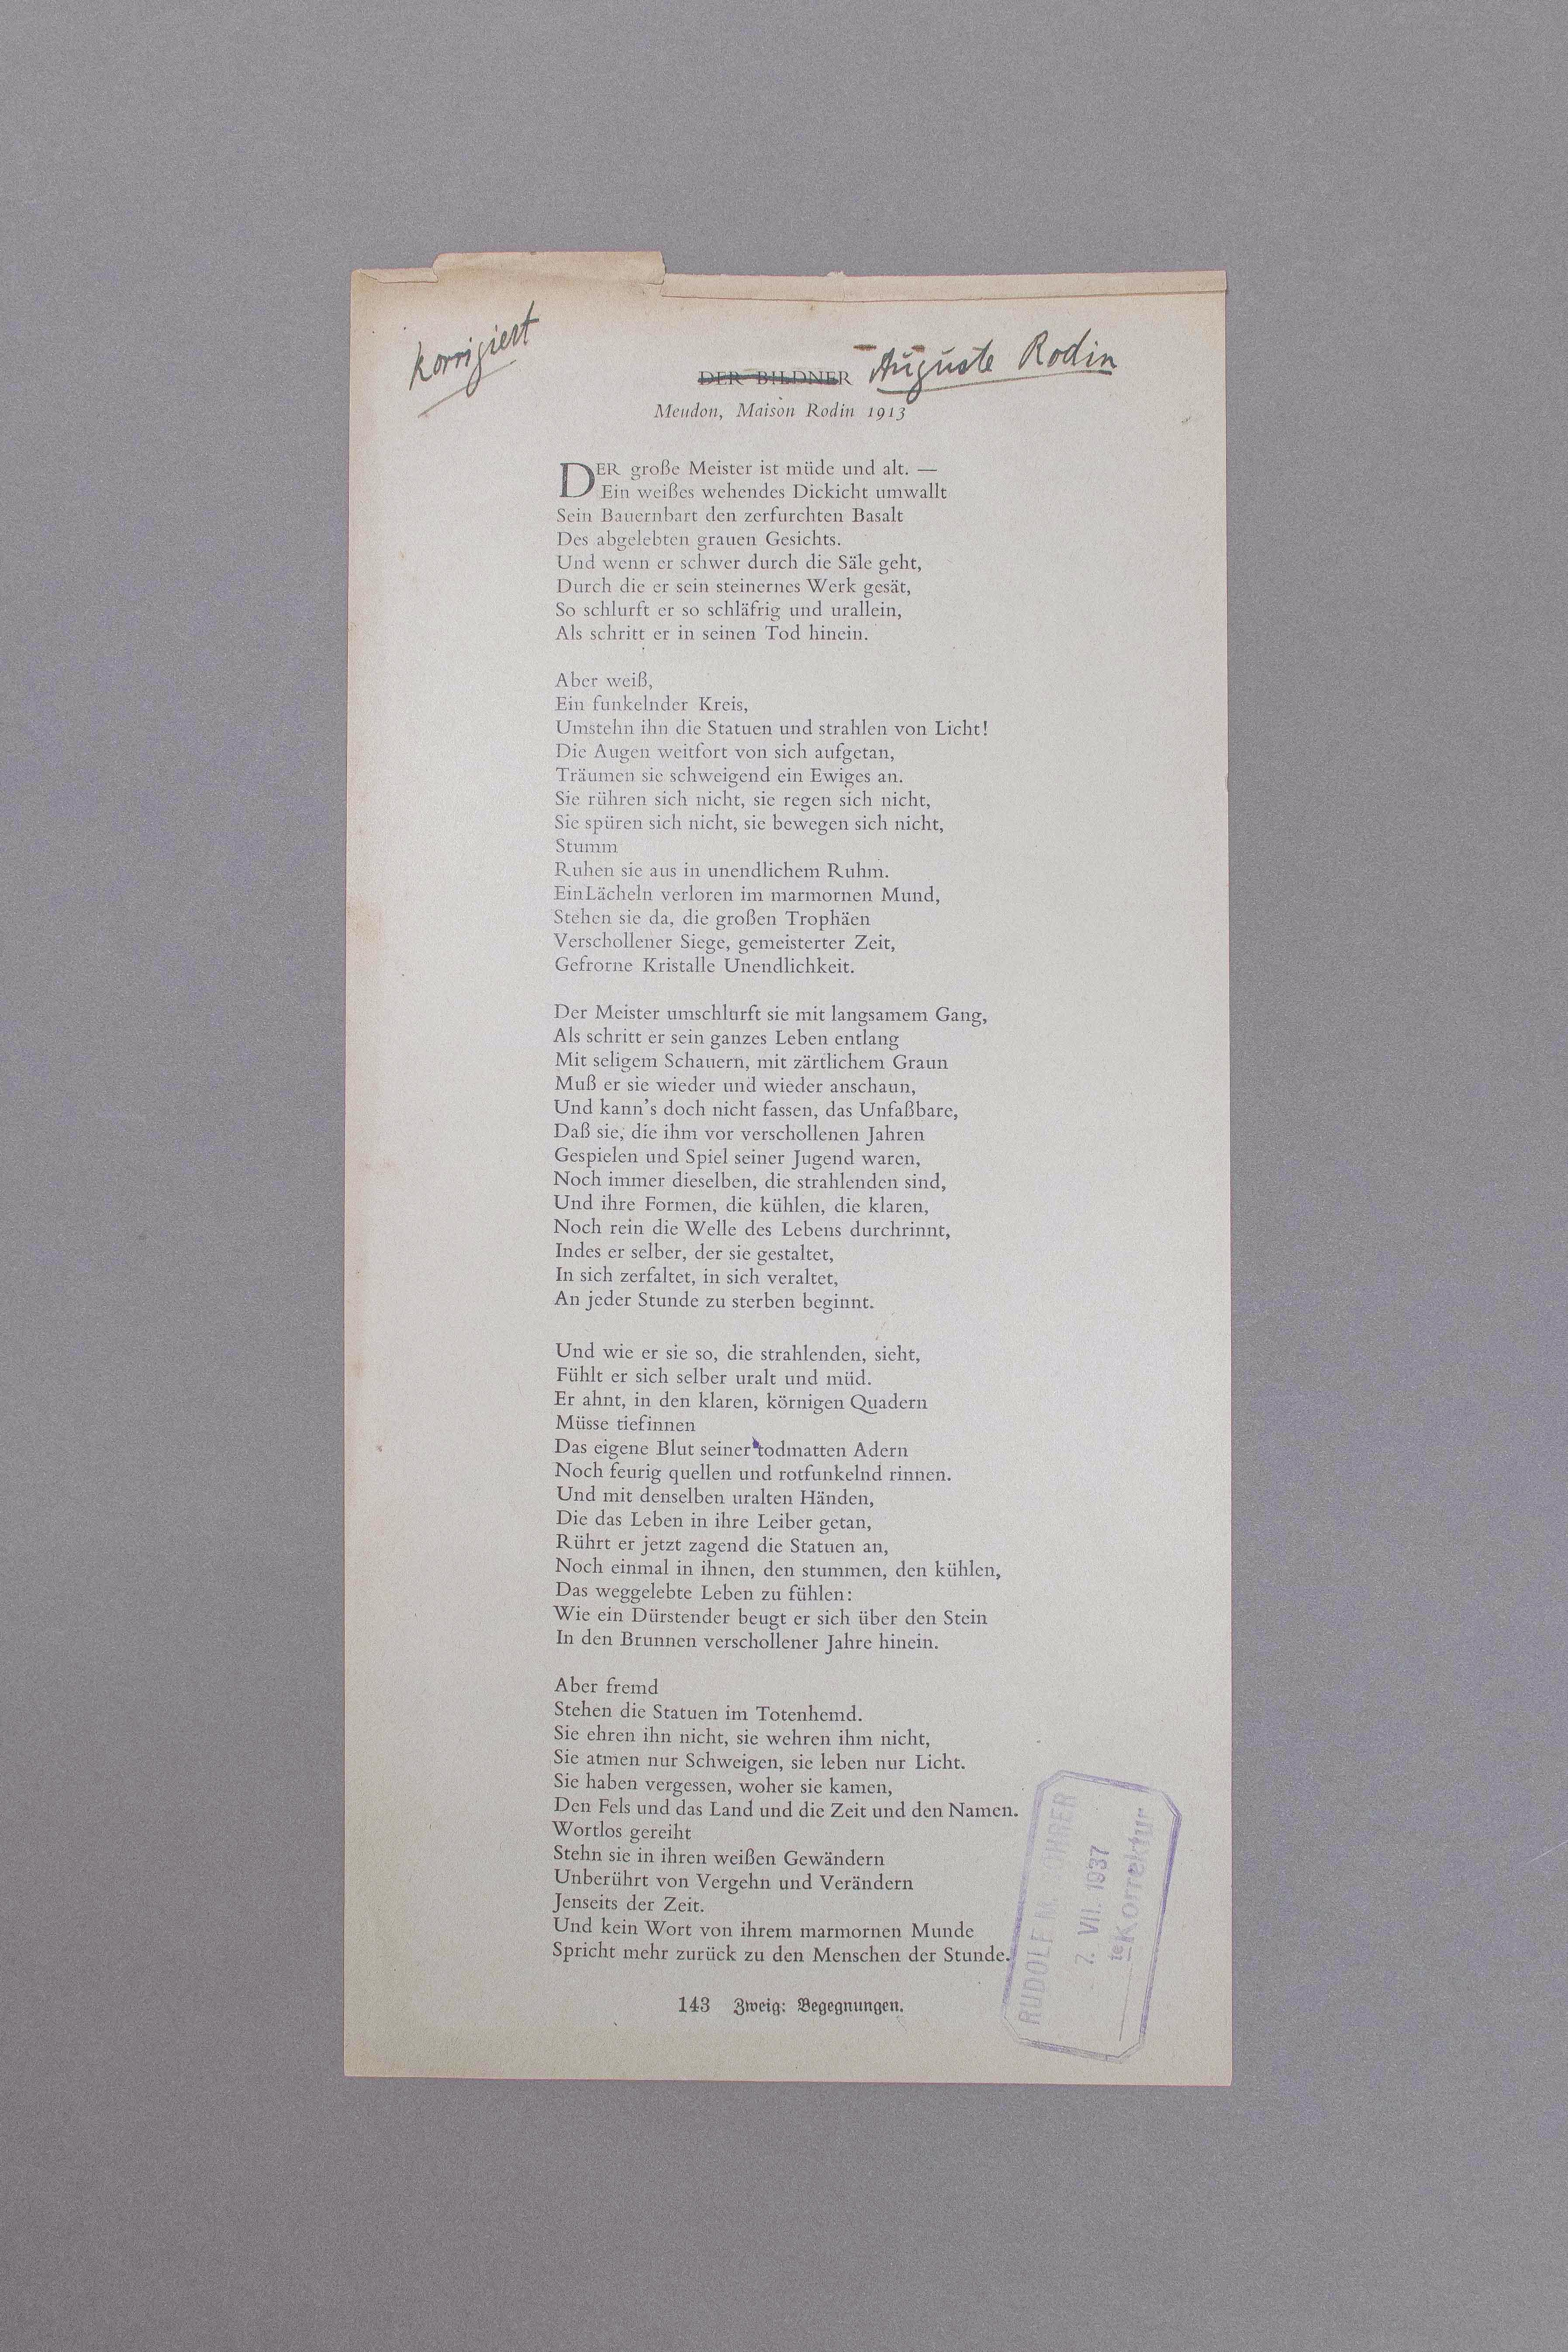 korrigiert
DER BILDNER Auguste Rodin
Meudon, Maison Rodin 1913
DER große Meister ist müde und alt. —
Ein weißes wehendes Dickicht umwallt
Sein Bauernbart den zerfurchten Basalt
Des abgelebten grauen Gesichts.
Und wenn er schwer durch die Säle geht,
Durch die er sein steinernes Werk gesät,
So schlurft er so schläfrig und urallein,
Als schritt er in seinen Tod hinein.
Aber weiß,
Ein funkelnder Kreis,
Umstehn ihn die Statuen und strahlen von Licht!
Die Augen weitfort von sich aufgetan,
Träumen sie schweigend ein Ewiges an.
Sie rühren sich nicht, sie regen sich nicht,
Sie spüren sich nicht, sie bewegen sich nicht,
Stumm
Ruhen sie aus in unendlichem Ruhm.
EinLächeln verloren im marmornen Mund,
Stehen sie da, die großen Trophäen
Verschollener Siege, gemeisterter Zeit,
Gefrorne Kristalle Unendlichkeit.
Der Meister umschlurft sie mit langsamem Gang,
Als schritt er sein ganzes Leben entlang
Mit seligem Schauern, mit zärtlichem Graun
Muß er sie wieder und wieder anschaun,
Und kann's doch nicht fassen, das Unfaßbare,
Daß sie, die ihm vor verschollenen Jahren
Gespielen und Spiel seiner Jugend waren,
Noch immer dieselben, die strahlenden sind,
Und ihre Formen, die kühlen, die klaren,
Noch rein die Welle des Lebens durchrinnt,
Indes er selber, der sie gestaltet,
In sich zerfaltet, in sich veraltet,
An jeder Stunde zu sterben beginnt.
Und wie er sie so, die strahlenden, sieht,
Fühlt er sich selber uralt und müd.
Er ahnt, in den klaren, körnigen Quadern
Müsse tiefinnen
Das eigene Blut seiner todmatten Adern
Noch feurig quellen und rotfunkelnd rinnen.
Und mit denselben uralten Händen,
Die das Leben in ihre Leiber getan,
Rührt er jetzt zagend die Statuen an,
Noch einmal in ihnen, den stummen, den kühlen,
Das weggelebte Leben zu fühlen:
Wie ein Dürstender beugt er sich über den Stein
In den Brunnen verschollener Jahre hinein.
Aber fremd
Stehen die Statuen im Totenhemd.
Sie ehren ihn nicht, sie wehren ihm nicht,
Sie atmen nur Schweigen, sie leben nur Licht.
Sie haben vergessen, woher sie kamen,
Den Fels und das Land und die Zeit und den Namen.
Wortlos gereiht
Stehn sie in ihren weißen Gewändern
Unberührt von Vergehn und Verändern
Jenseits der Zeit.
Und kein Wort von ihrem marmornen Munde
Spricht mehr zurück zu den Menschen der Stunde.
143 Zweig: Begegnungen.
RUDOLF M. ROHRER
7. VII. 1937
te Korrektur